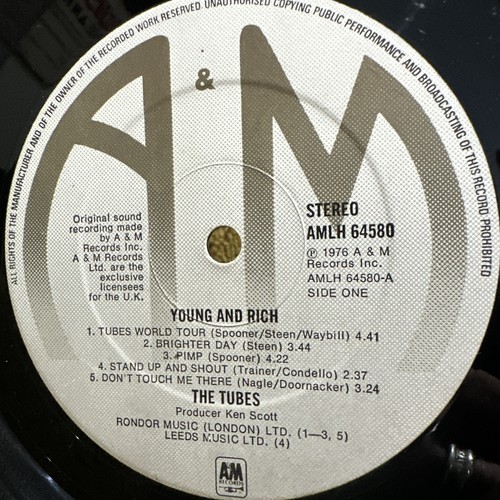 ALL RIGHTS OF THE MANUFACTURER AND OF THE OWNER OF THE RECORDED WORK RESERVED UNAUTHORISED COPYING PUBLIC PERFORMANCE AND BROADCASTING OF THIS RECORD PROHIBITED
A & M
Original sound
recording made
by A & M
Records Inc.
A & M Records
Ltd. are the
exclusive
licensees
for the U.K.
STEREO
AMLH 64580
℗ 1976 A & M
Records Inc.
AMLH 64580-A
SIDE ONE
YOUNG AND RICH
1. TUBES WORLD TOUR (Spooner/Steen/Waybill) 4.41
2. BRIGHTER DAY (Steen) 3.44
3. PIMP (Spooner) 4.22
4. STAND UP AND SHOUT (Trainer/Condello) 2.37
5. DON'T TOUCH ME THERE (Nagle/Doornacker) 3.24
THE TUBES
Producer Ken Scott
RONDOR MUSIC (LONDON) LTD. (1—3, 5)
LEEDS MUSIC LTD. (4)
AM
RECORDS